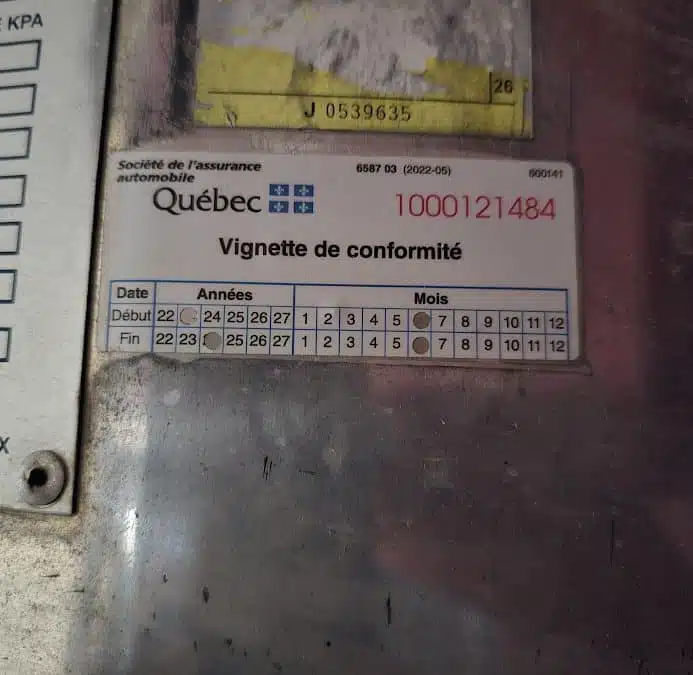 KPA
26
J 0539635
Société de l'assurance
automobile
Québec
6587 03 (2022-05)
1000121484
Vignette de conformité
Date Années Mois
Début 22 24 25 26 27 1 2 3 4 5 7 8 9 10 11 12
Fin 22 23 25 26 27 1 2 3 4 5 7 8 9 10 11 12
X